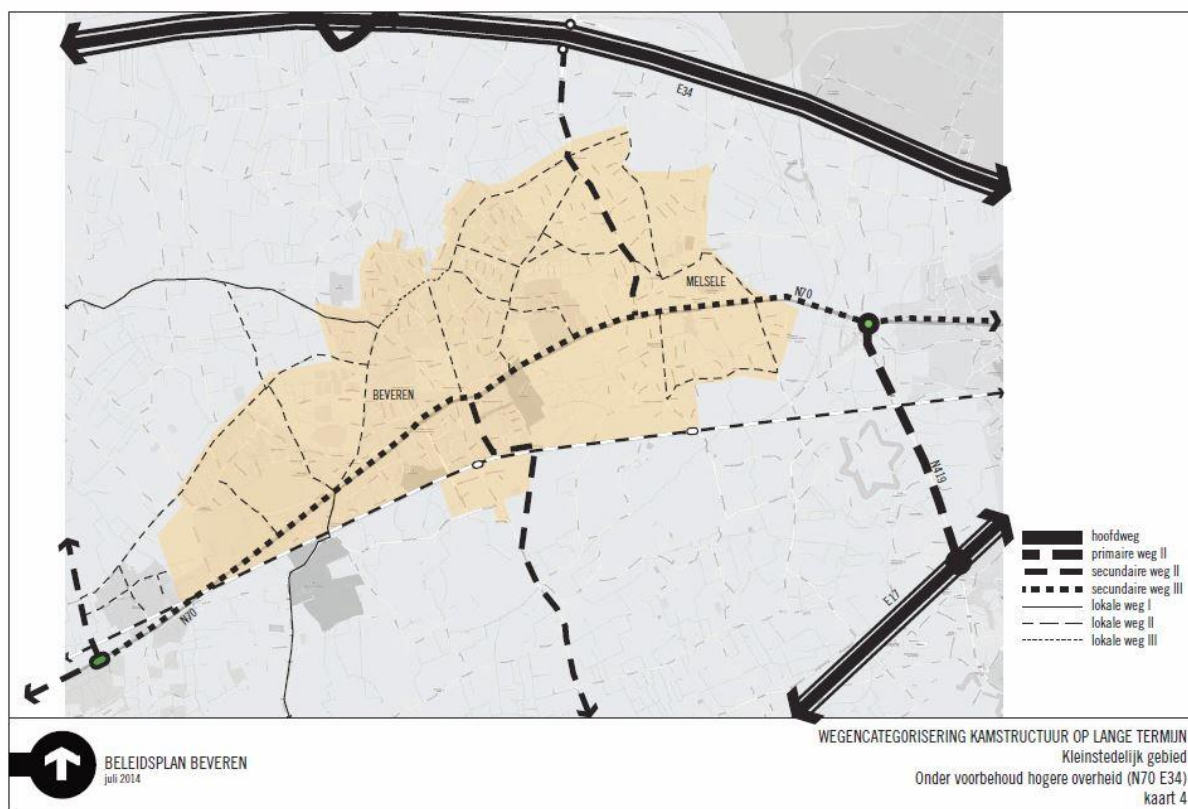 E34
MELSELE
N70
BEVEREN
N419
N70
E17
hoofdweg
primaire weg II
secundaire weg II
secundaire weg III
lokale weg I
lokale weg II
lokale weg III
BELEIDSPLAN BEVEREN
juli 2014
WEGENCATEGORISERING KAMSTRUCTUUR OP LANGE TERMIJN
Kleinstedelijk gebied
Onder voorbehoud hogere overheid (N70 E34)
kaart 4